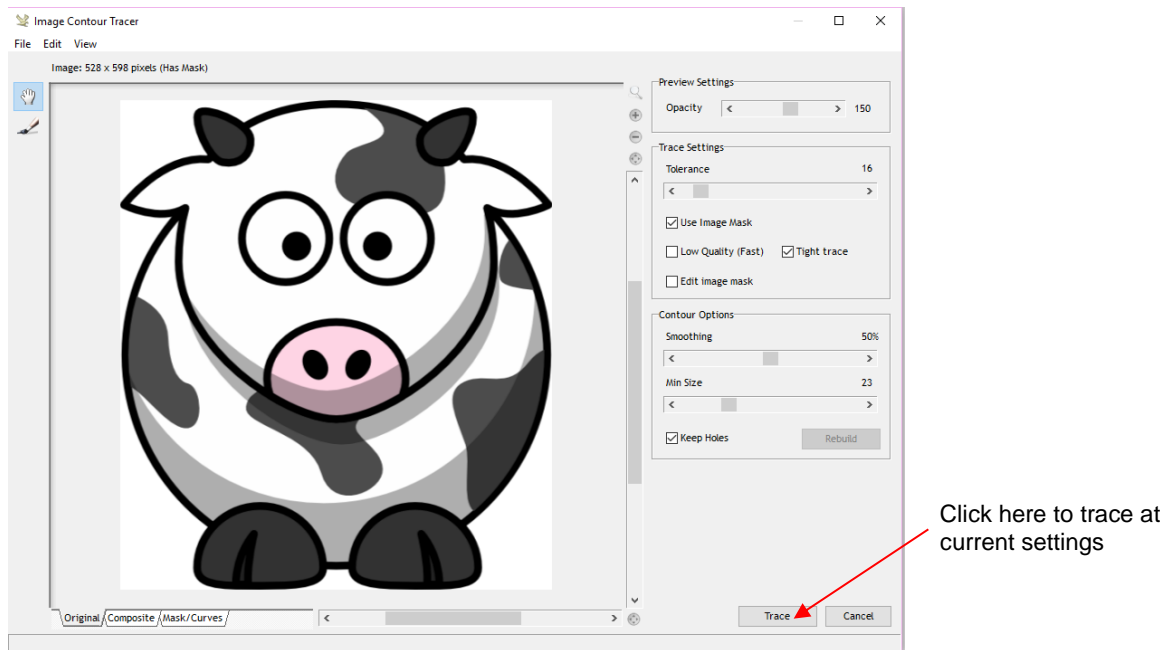 Image Contour Tracer
File Edit View
Image: 528 x 598 pixels (Has Mask)
Preview Settings
Opacity 150
Trace Settings
Tolerance 16
Use Image Mask
Low Quality (Fast) Tight trace
Edit image mask
Contour Options
Smoothing 50%
Min Size 23
Keep Holes Rebuild
Click here to trace at
current settings
Original Composite Mask/Curves
Trace Cancel